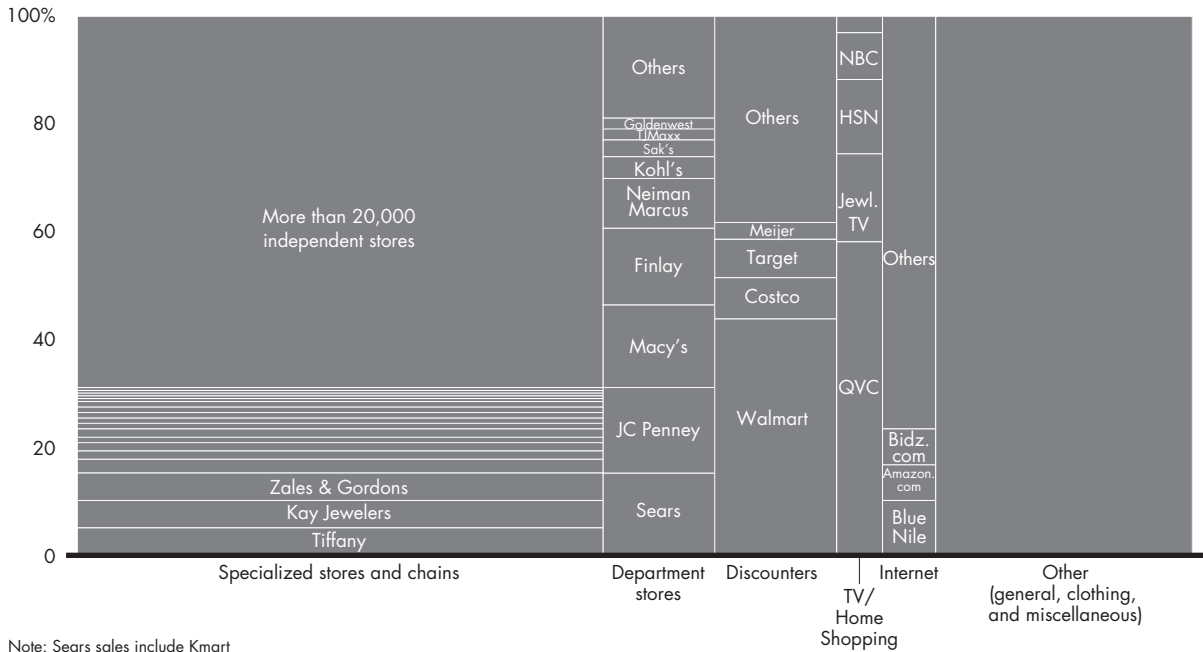 100%
80
60
40
20
0
More than 20,000
independent stores
Zales & Gordons
Kay Jewelers
Tiffany
Others
Goldenwest
TJMaxx
Sak's
Kohl's
Neiman
Marcus
Finlay
Macy's
JC Penney
Sears
Others
Meijer
Target
Costco
Walmart
NBC
HSN
Jewl.
TV
QVC
Others
Bidz.
com
Amazon.
com
Blue
Nile
Specialized stores and chains
Department
stores
Discounters
TV/
Home
Shopping
Internet
Other
(general, clothing,
and miscellaneous)
Note: Sears sales include Kmart